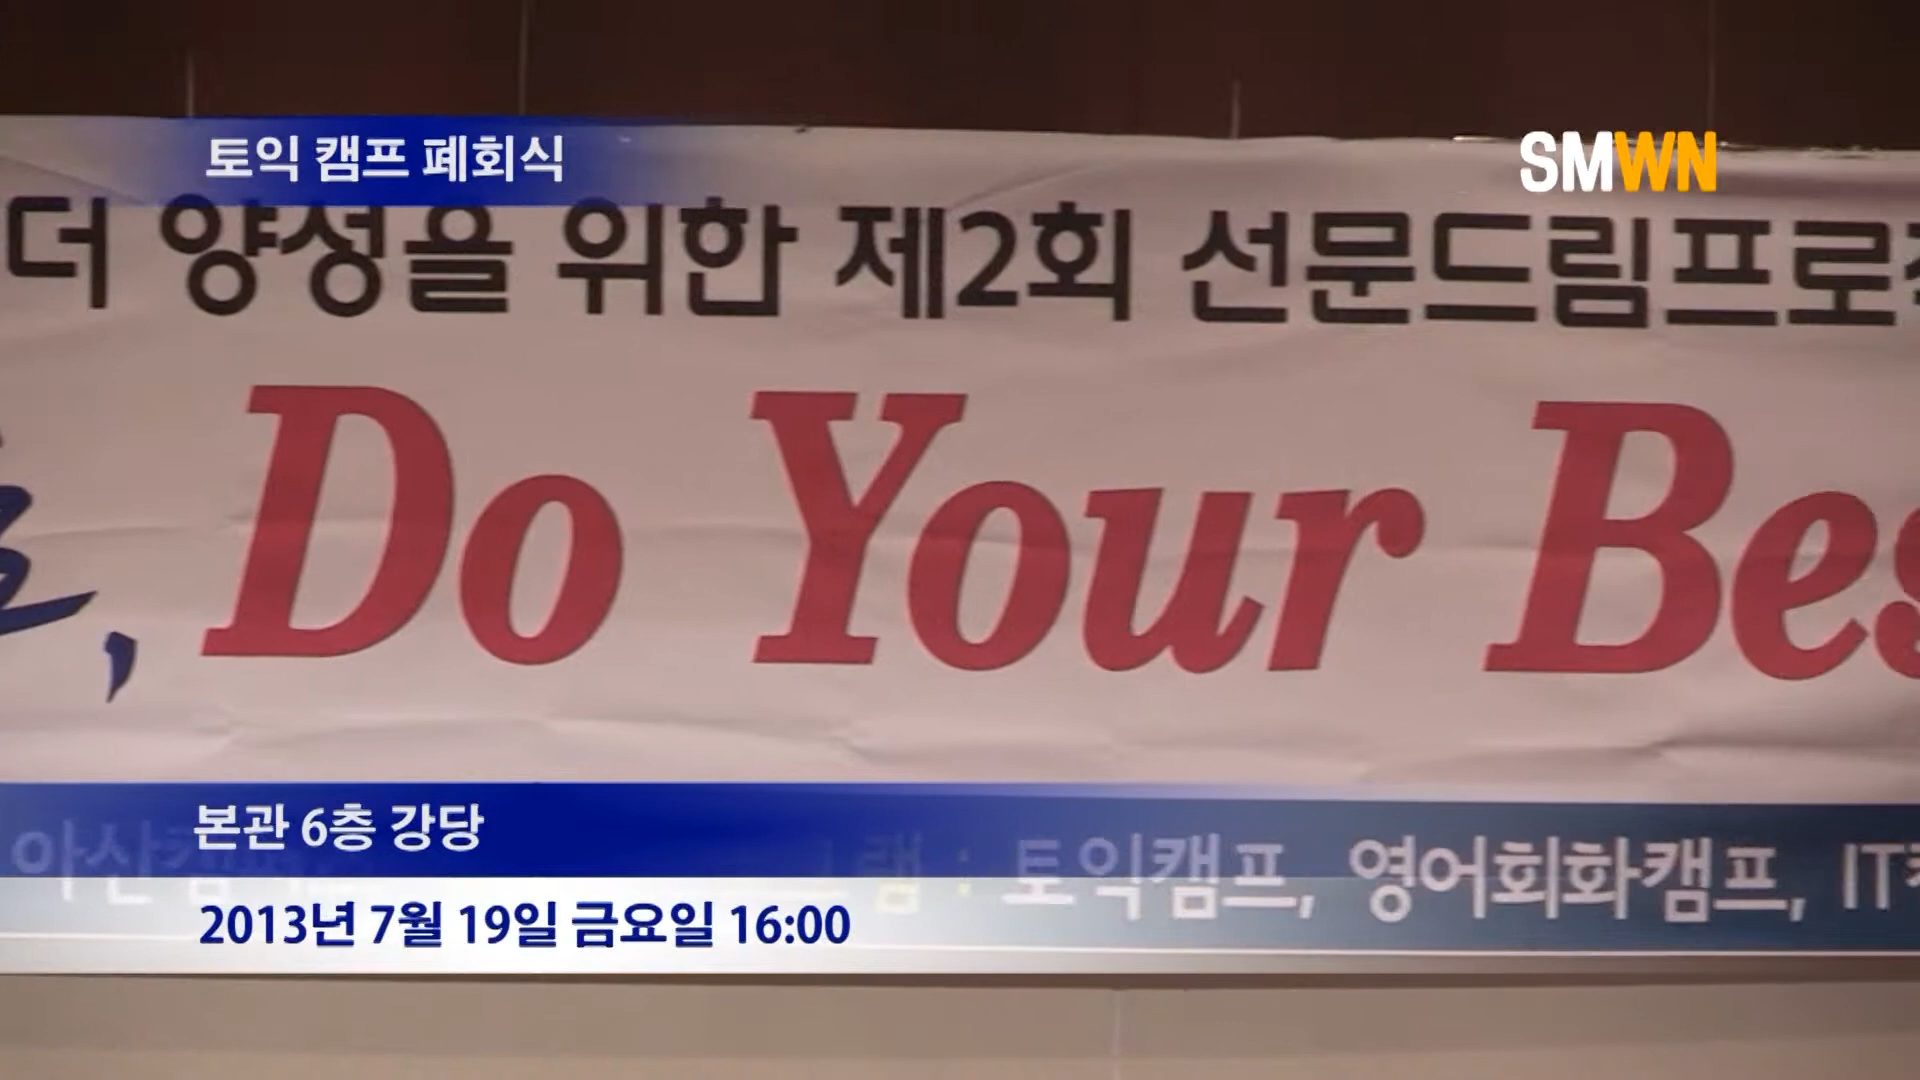 토익 캠프 폐회식
SMWN
더 양성을 위한 제2회 선문드림프로
, Do Your Bes
본관 6층 강당
토익캠프, 영어회화캠프, IT
2013년 7월 19일 금요일 16:00